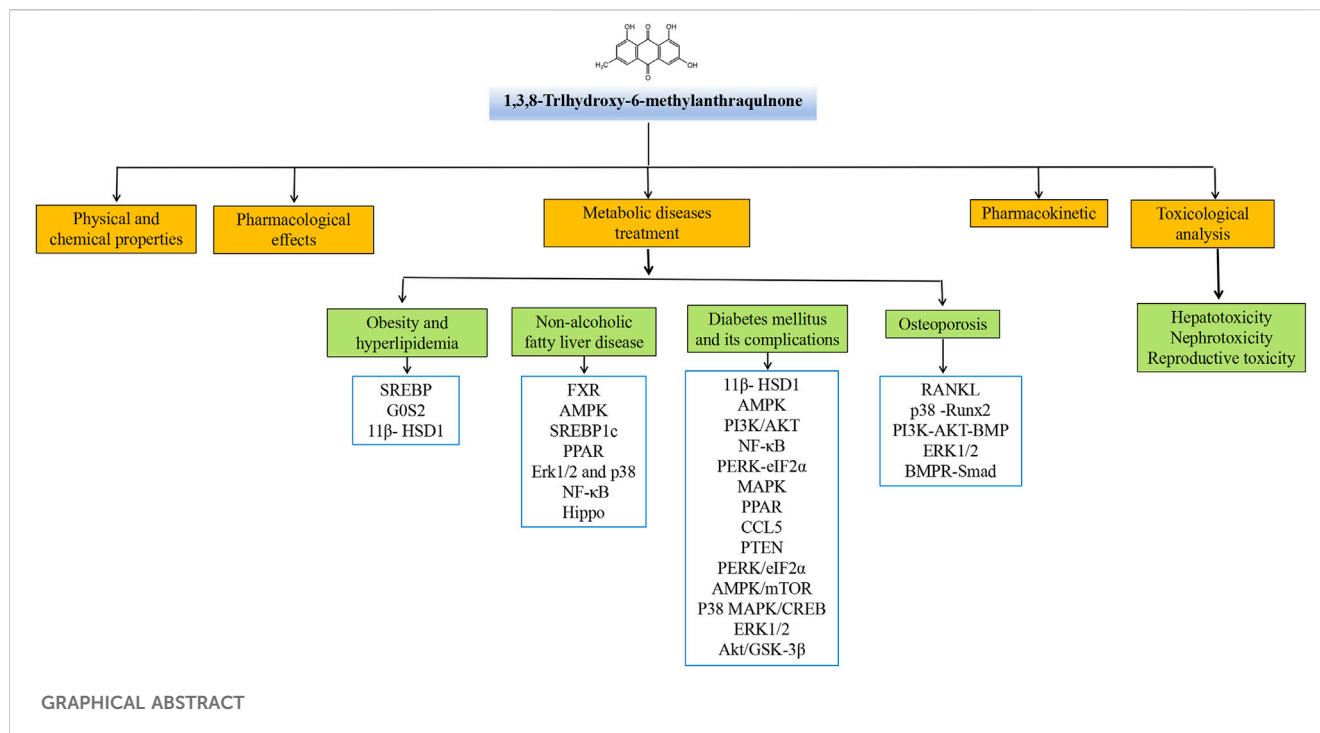 OH
O
OH
H₃C
O
OH
1,3,8-Trlhydroxy-6-methylanthraqulnone
Physical and
chemical properties
Pharmacological
effects
Metabolic diseases
treatment
Pharmacokinetic
Toxicological
analysis
Obesity and
hyperlipidemia
Non-alcoholic
fatty liver disease
Diabetes mellitus
and its complications
Osteoporosis
Hepatotoxicity
Nephrotoxicity
Reproductive toxicity
SREBP
G0S2
11β- HSD1
FXR
AMPK
SREBP1c
PPAR
Erk1/2 and p38
NF-κB
Hippo
11β- HSD1
AMPK
PI3K/AKT
NF-κB
PERK-eIF2α
MAPK
PPAR
CCL5
PTEN
PERK/eIF2α
AMPK/mTOR
P38 MAPK/CREB
ERK1/2
Akt/GSK-3β
RANKL
p38 -Runx2
PI3K-AKT-BMP
ERK1/2
BMPR-Smad
GRAPHICAL ABSTRACT